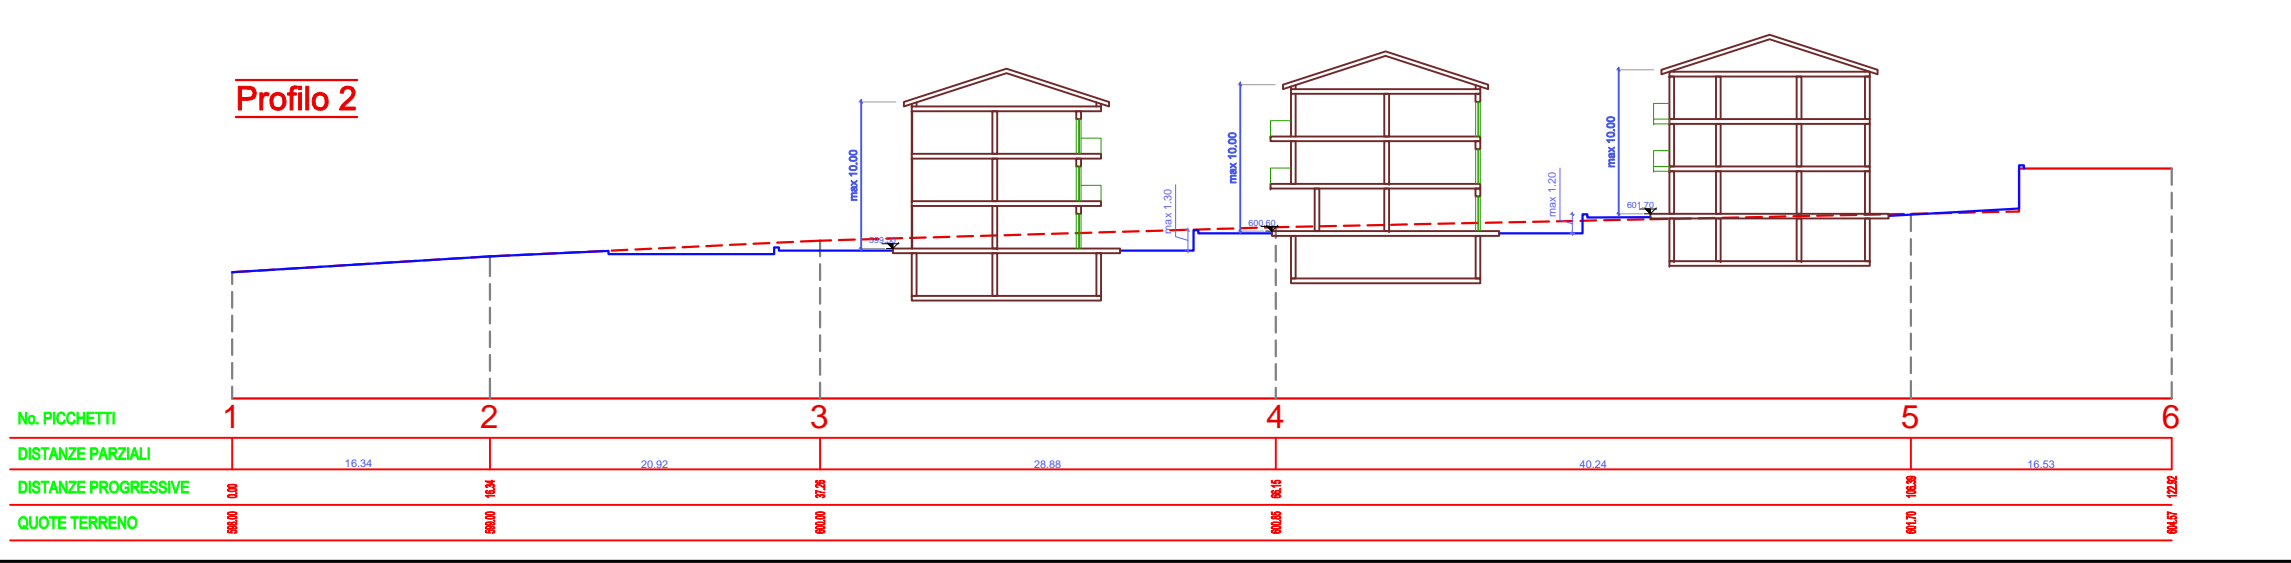 Profilo 2
max 10.00
max 1.30
max 10.00
600.60
max 1.20
max 10.00
601.70
No. PICCHETTI 1 2 3 4 5 6
DISTANZE PARZIALI 16.34 20.92 28.88 40.24 16.53
DISTANZE PROGRESSIVE 0.00 16.34 37.26 66.15 106.39 122.92
QUOTE TERRENO 598.00 599.00 600.00 600.85 601.70 604.57